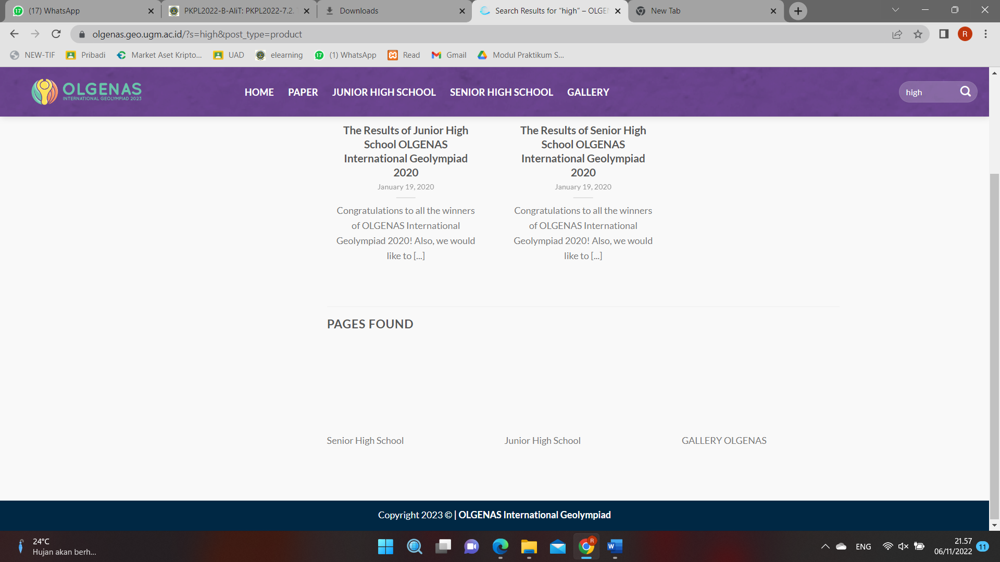 (17) WhatsApp
PKPL2022-B-AliT: PKPL2022-7.2.
Downloads
Search Results for “high” – OLGEN
New Tab
olgenas.geo.ugm.ac.id/?s=high&post_type=product
R
NEW-TIF
Pribadi
Market Aset Kripto...
UAD
elearning
17
(1) WhatsApp
Read
Gmail
Modul Praktikum S...
OLGENAS
INTERNATIONAL GEOLYMPIAD 2023
HOME
PAPER
JUNIOR HIGH SCHOOL
SENIOR HIGH SCHOOL
GALLERY
high
The Results of Junior High
School OLGENAS
International Geolympiad
2020
January 19, 2020
Congratulations to all the winners
of OLGENAS International
Geolympiad 2020! Also, we would
like to [...]
The Results of Senior High
School OLGENAS
International Geolympiad
2020
January 19, 2020
Congratulations to all the winners
of OLGENAS International
Geolympiad 2020! Also, we would
like to [...]
PAGES FOUND
Senior High School
Junior High School
GALLERY OLGENAS
Copyright 2023 © | OLGENAS International Geolympiad
24°C
Hujan akan berh...
R
W
ENG
21.57
06/11/2022
11